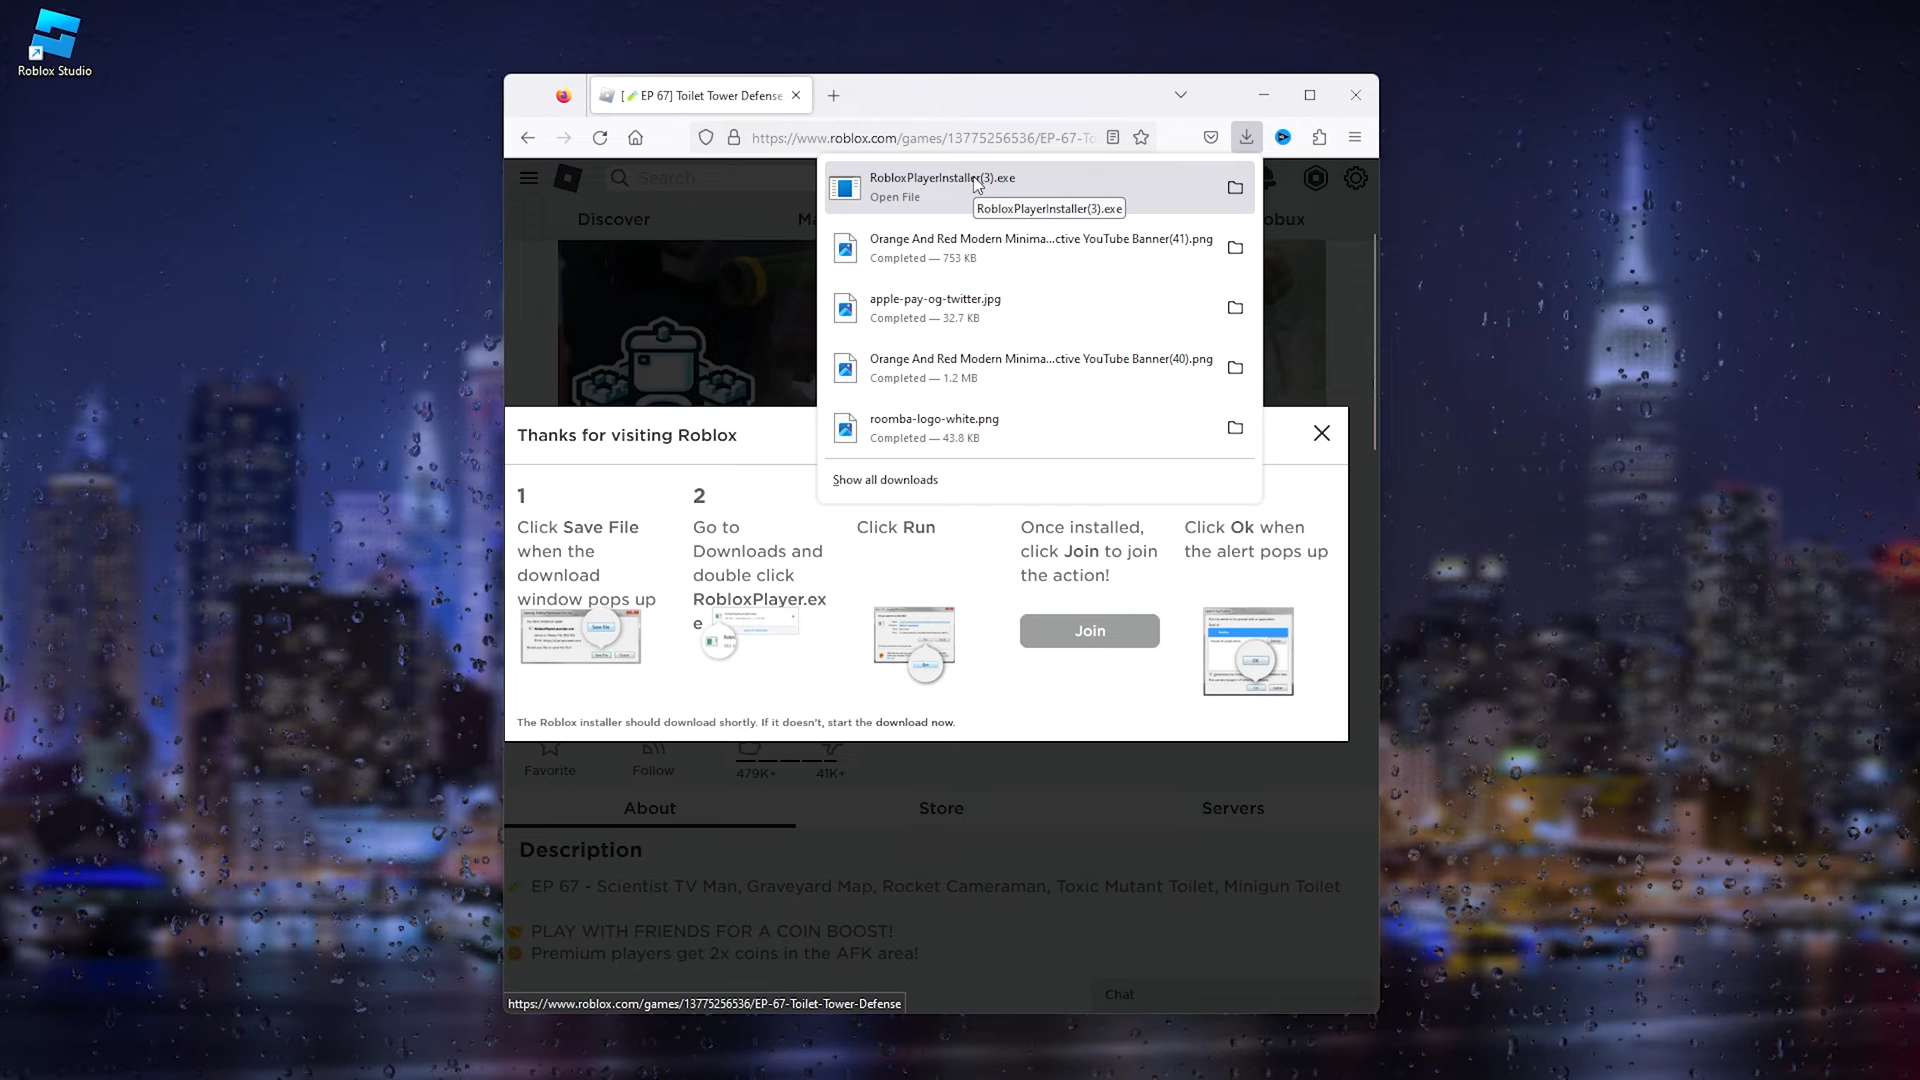 Roblox Studio
[ EP 67] Toilet Tower Defense
https://www.roblox.com/games/13775256536/EP-67-To
Search
RobloxPlayerInstaller(3).exe
Open File
RobloxPlayerInstaller(3).exe
Discover
Ma
obux
Orange And Red Modern Minima...ctive YouTube Banner(41).png
Completed — 753 KB
apple-pay-og-twitter.jpg
Completed — 32.7 KB
Orange And Red Modern Minima...ctive YouTube Banner(40).png
Completed — 1.2 MB
roomba-logo-white.png
Completed — 43.8 KB
Show all downloads
Thanks for visiting Roblox
1
Click Save File
when the
download
window pops up
2
Go to
Downloads and
double click
RobloxPlayer.ex
e
Click Run
Once installed,
click Join to join
the action!
Join
Click Ok when
the alert pops up
The Roblox installer should download shortly. If it doesn't, start the download now.
Favorite
Follow
479K+
41K+
About
Store
Servers
Description
EP 67 - Scientist TV Man, Graveyard Map, Rocket Cameraman, Toxic Mutant Toilet, Minigun Toilet
PLAY WITH FRIENDS FOR A COIN BOOST!
Premium players get 2x coins in the AFK area!
Chat
https://www.roblox.com/games/13775256536/EP-67-Toilet-Tower-Defense